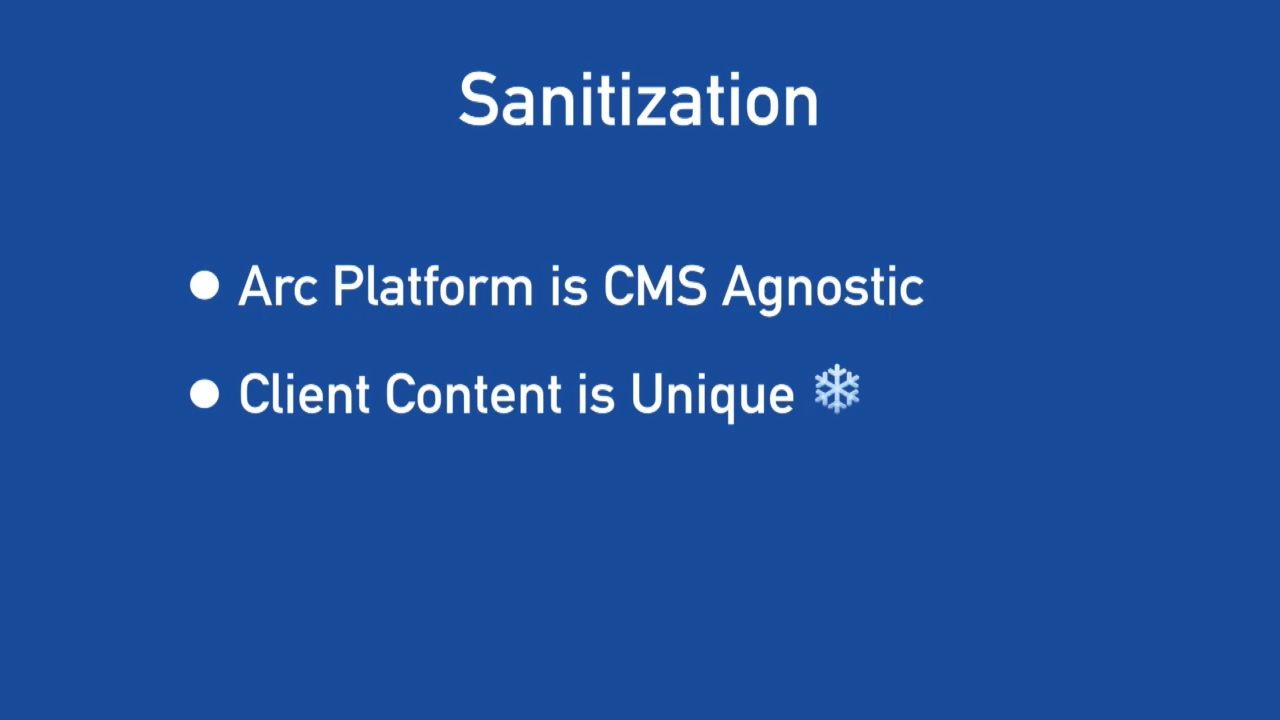 Sanitization
● Arc Platform is CMS Agnostic
● Client Content is Unique ❄️